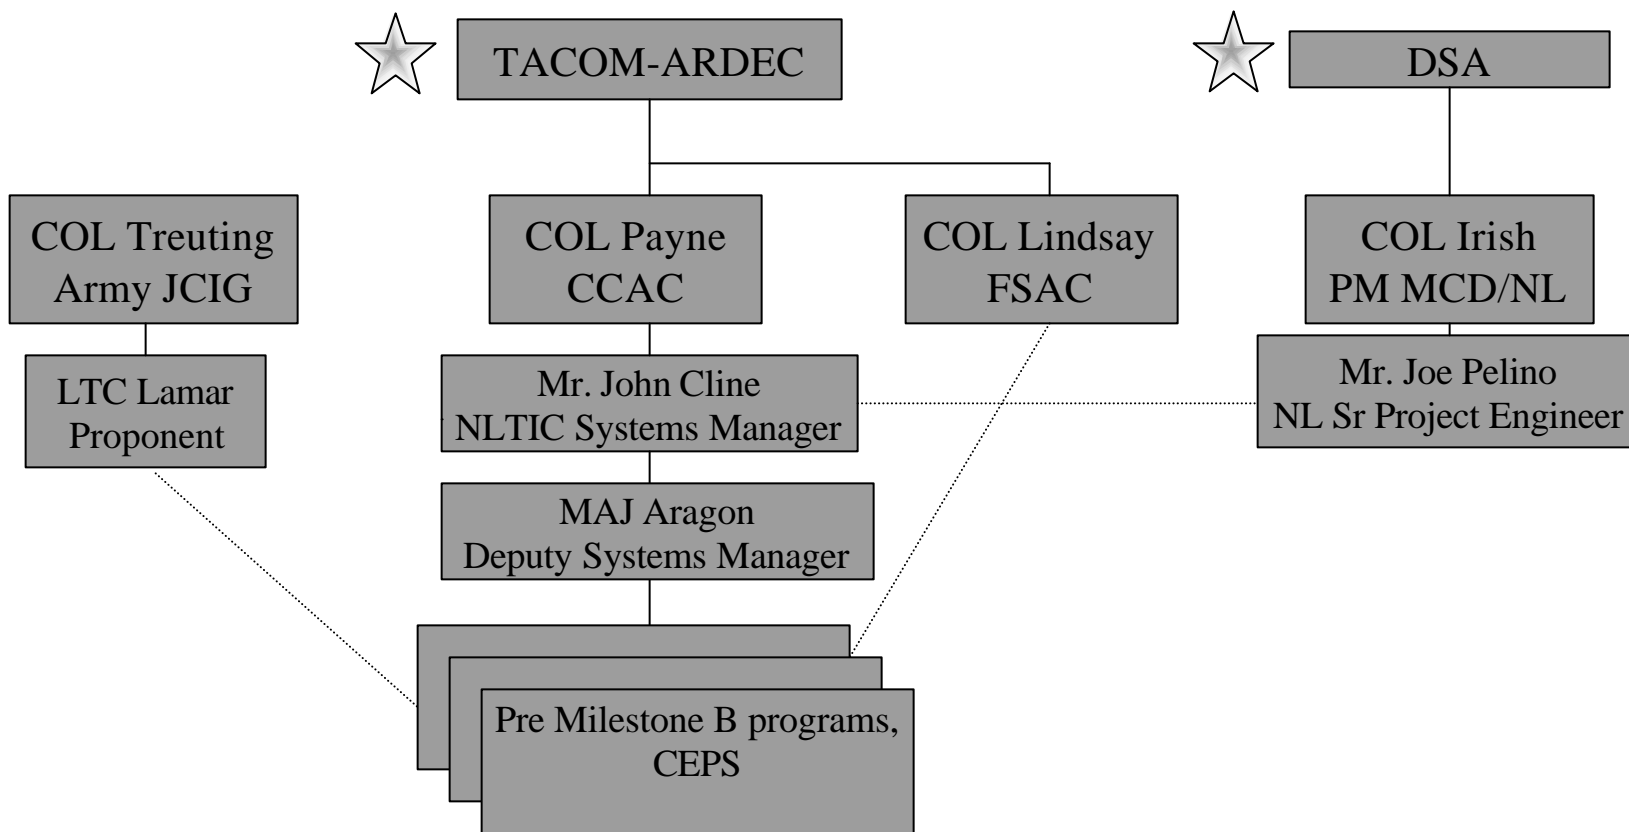 TACOM-ARDEC
DSA
COL Treuting
Army JCIG
COL Payne
CCAC
COL Lindsay
FSAC
COL Irish
PM MCD/NL
LTC Lamar
Proponent
Mr. John Cline
NLTIC Systems Manager
Mr. Joe Pelino
NL Sr Project Engineer
MAJ Aragon
Deputy Systems Manager
Pre Milestone B programs,
CEPS